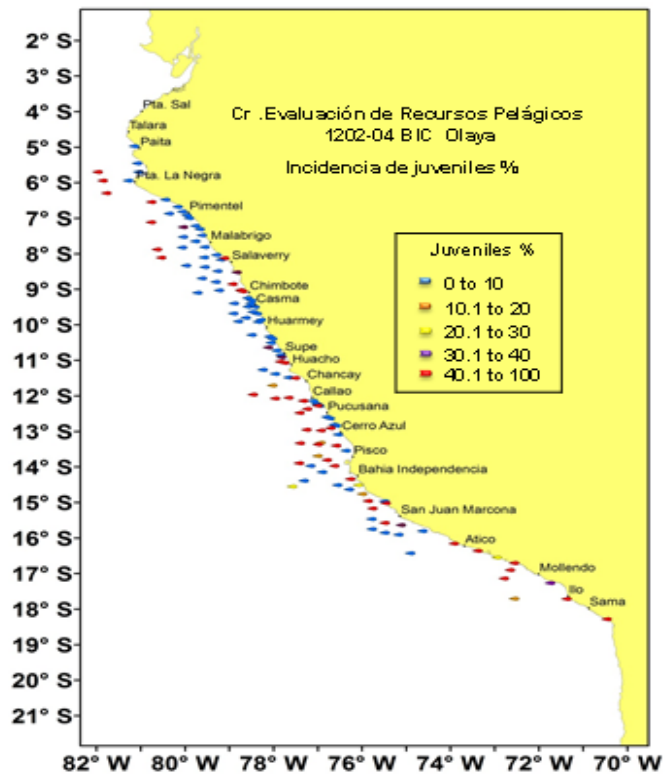 2° S
3° S
4° S
5° S
6° S
7° S
8° S
9° S
10° S
11° S
12° S
13° S
14° S
15° S
16° S
17° S
18° S
19° S
20° S
21° S
Cr .Evaluación de Recursos Pelágicos
1202-04 BIC Olaya
Incidencia de juveniles %
Juveniles %
0 to 10
10.1 to 20
20.1 to 30
30.1 to 40
40.1 to 100
Pta. Sal
Talara
Paita
Pta. La Negra
Pimentel
Malabrigo
Salaverry
Chimbote
Casma
Huarmey
Supe
Huacho
Chancay
Callao
Pucusana
Cerro Azul
Pisco
Bahia Independencia
San Juan Marcona
Atico
Mollendo
Ilo
Sama
82° W 80° W 78° W 76° W 74° W 72° W 70° W